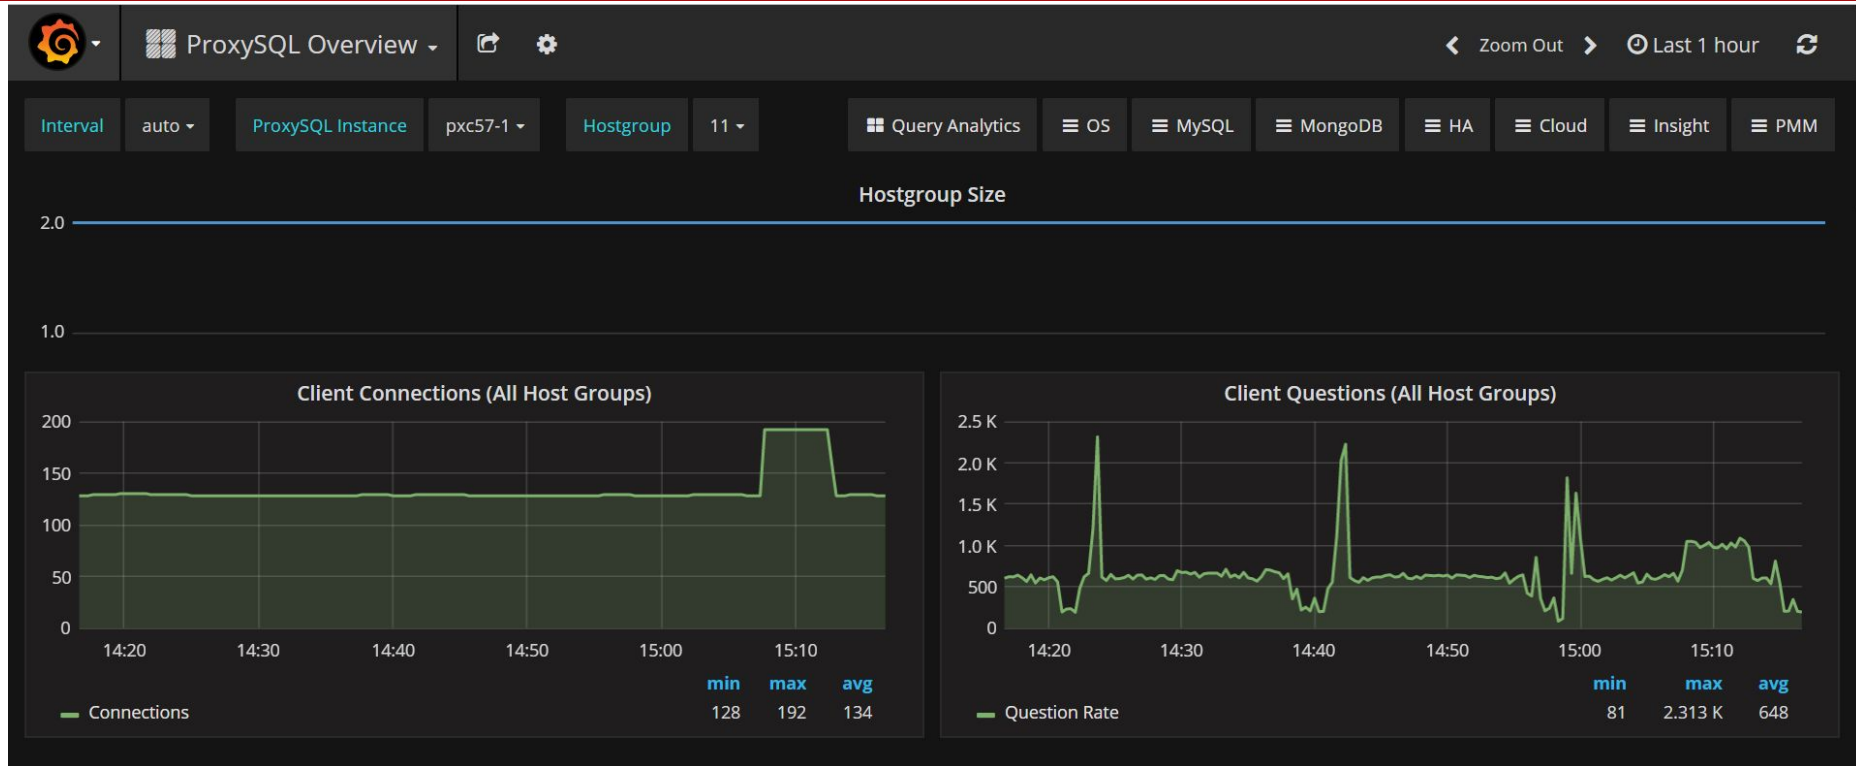 ProxySQL Overview
Zoom Out
Last 1 hour
Interval auto ProxySQL Instance pxc57-1 Hostgroup 11 Query Analytics OS MySQL MongoDB HA Cloud Insight PMM
Hostgroup Size
2.0
1.0
Client Connections (All Host Groups)
200
150
100
50
0
14:20 14:30 14:40 14:50 15:00 15:10
min max avg
Connections 128 192 134
Client Questions (All Host Groups)
2.5 K
2.0 K
1.5 K
1.0 K
500
0
14:20 14:30 14:40 14:50 15:00 15:10
min max avg
Question Rate 81 2.313 K 648